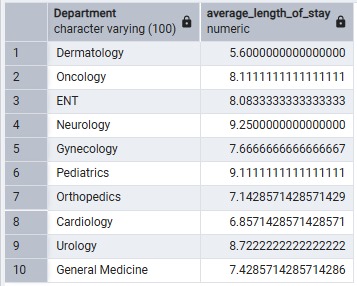 Department average_length_of_stay
character varying (100) numeric
1 Dermatology 5.6000000000000000
2 Oncology 8.1111111111111111
3 ENT 8.0833333333333333
4 Neurology 9.2500000000000000
5 Gynecology 7.6666666666666667
6 Pediatrics 9.1111111111111111
7 Orthopedics 7.1428571428571429
8 Cardiology 6.8571428571428571
9 Urology 8.7222222222222222
10 General Medicine 7.4285714285714286